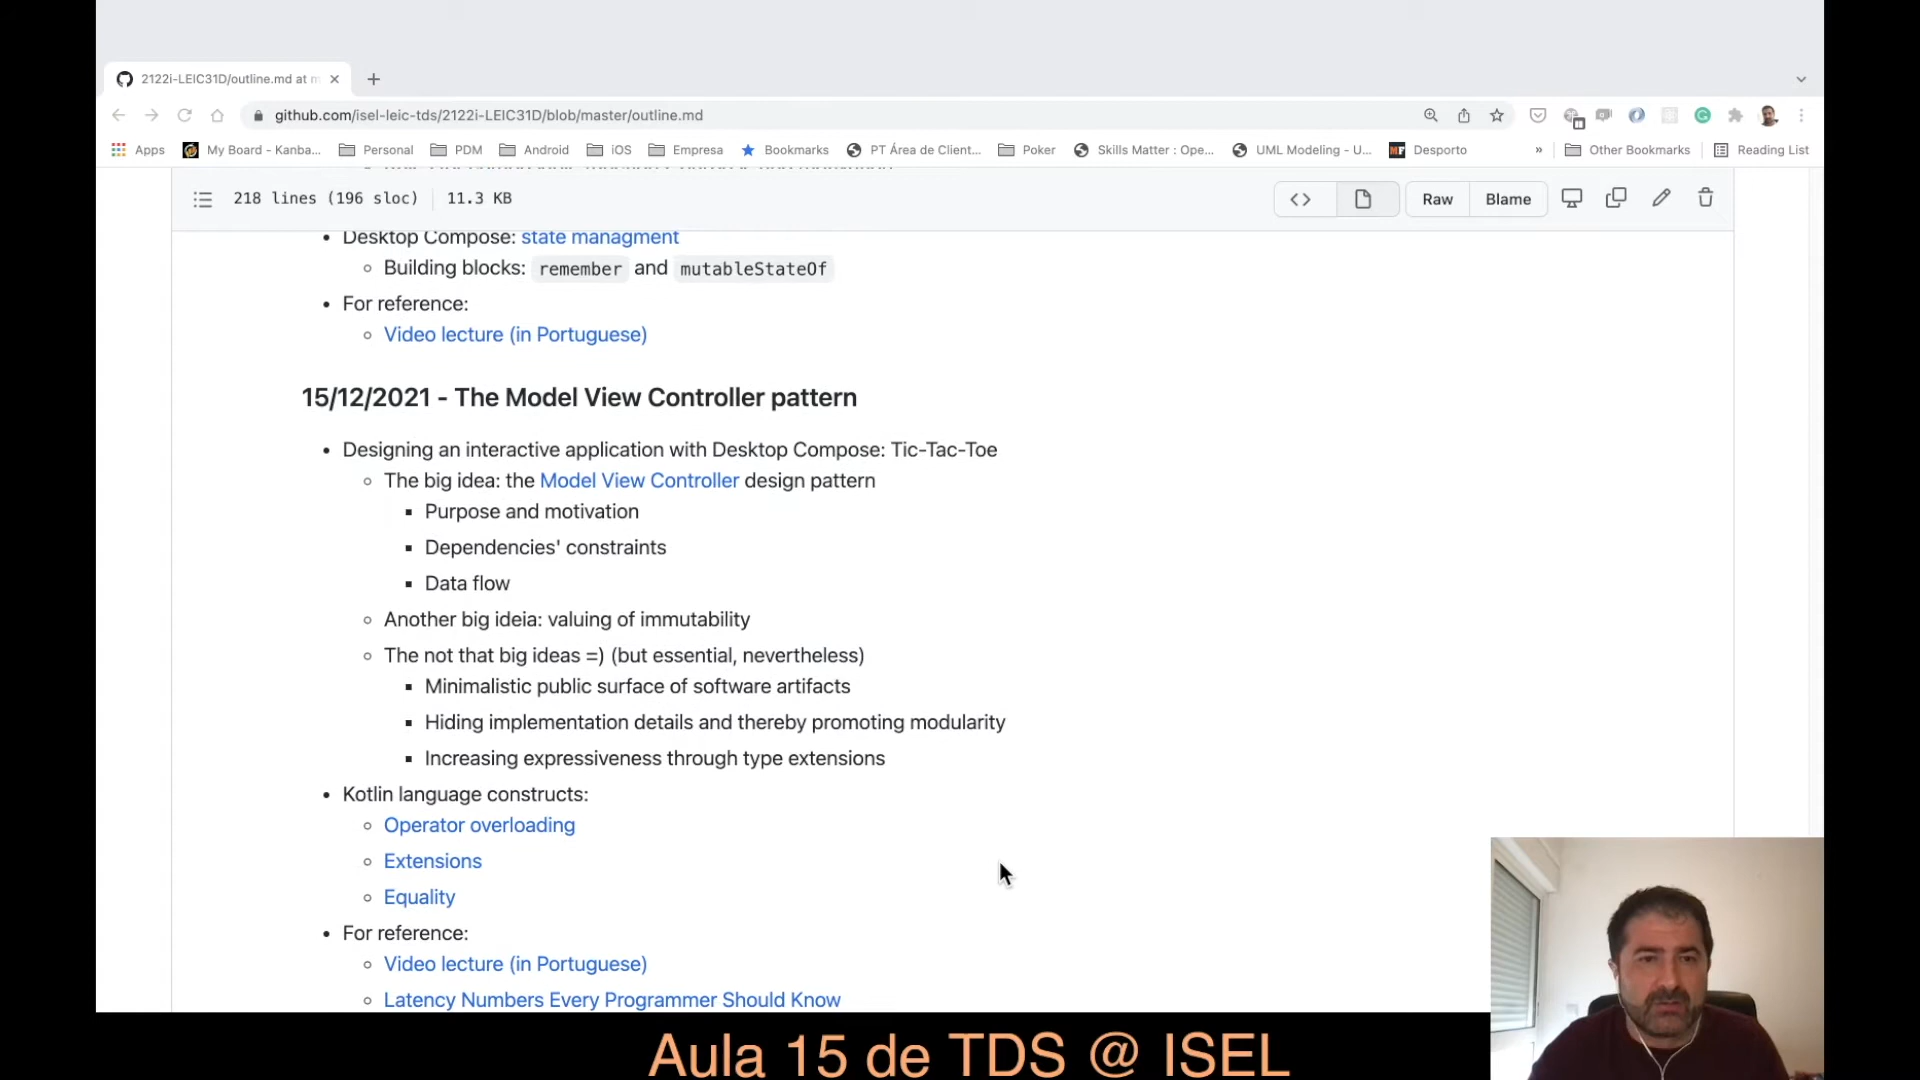 2122i-LEIC31D/outline.md at m
github.com/isel-leic-tds/2122i-LEIC31D/blob/master/outline.md
Apps My Board - Kanba... Personal PDM Android iOS Empresa Bookmarks PT Área de Client... Poker Skills Matter : Ope... UML Modeling - U... MF Desporto » Other Bookmarks Reading List
218 lines (196 sloc) 11.3 KB Raw Blame
• Desktop Compose: state managment
◦ Building blocks: remember and mutableStateOf
• For reference:
◦ Video lecture (in Portuguese)
15/12/2021 - The Model View Controller pattern
• Designing an interactive application with Desktop Compose: Tic-Tac-Toe
◦ The big idea: the Model View Controller design pattern
▪ Purpose and motivation
▪ Dependencies' constraints
▪ Data flow
◦ Another big ideia: valuing of immutability
◦ The not that big ideas =) (but essential, nevertheless)
▪ Minimalistic public surface of software artifacts
▪ Hiding implementation details and thereby promoting modularity
▪ Increasing expressiveness through type extensions
• Kotlin language constructs:
◦ Operator overloading
◦ Extensions
◦ Equality
• For reference:
◦ Video lecture (in Portuguese)
◦ Latency Numbers Every Programmer Should Know
Aula 15 de TDS @ ISEL